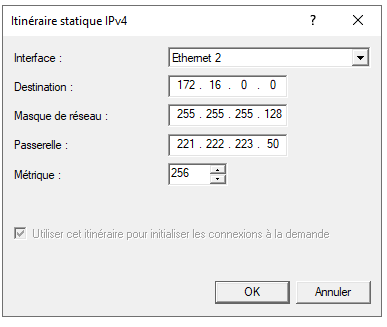 Itinéraire statique IPv4
Interface : Ethernet 2
Destination : 172 . 16 . 0 . 0
Masque de réseau : 255 . 255 . 255 . 128
Passerelle : 221 . 222 . 223 . 50
Métrique : 256
Utiliser cet itinéraire pour initialiser les connexions à la demande
OK Annuler